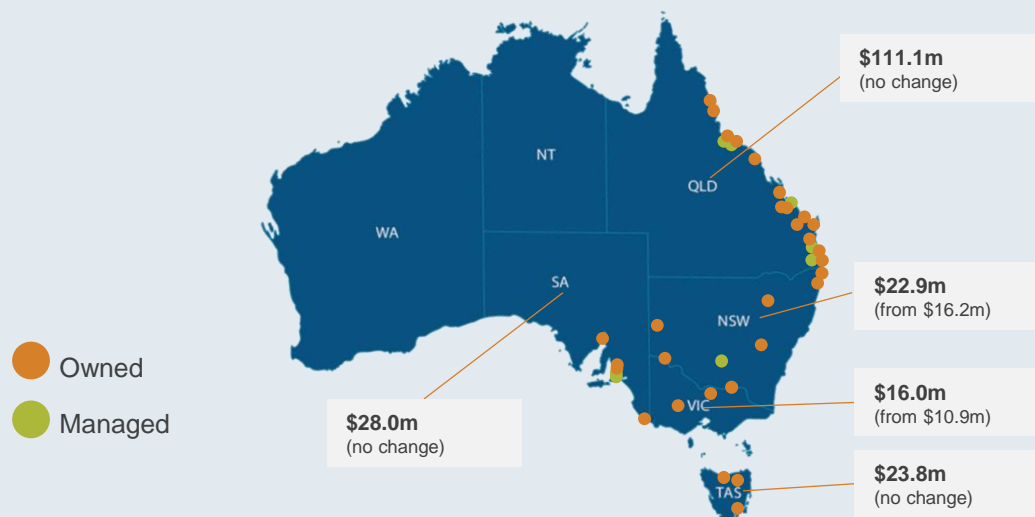 $111.1m
(no change)
NT
QLD
WA
SA
$22.9m
(from $16.2m)
NSW
Owned
Managed
$16.0m
(from $10.9m)
VIC
$28.0m
(no change)
$23.8m
(no change)
TAS